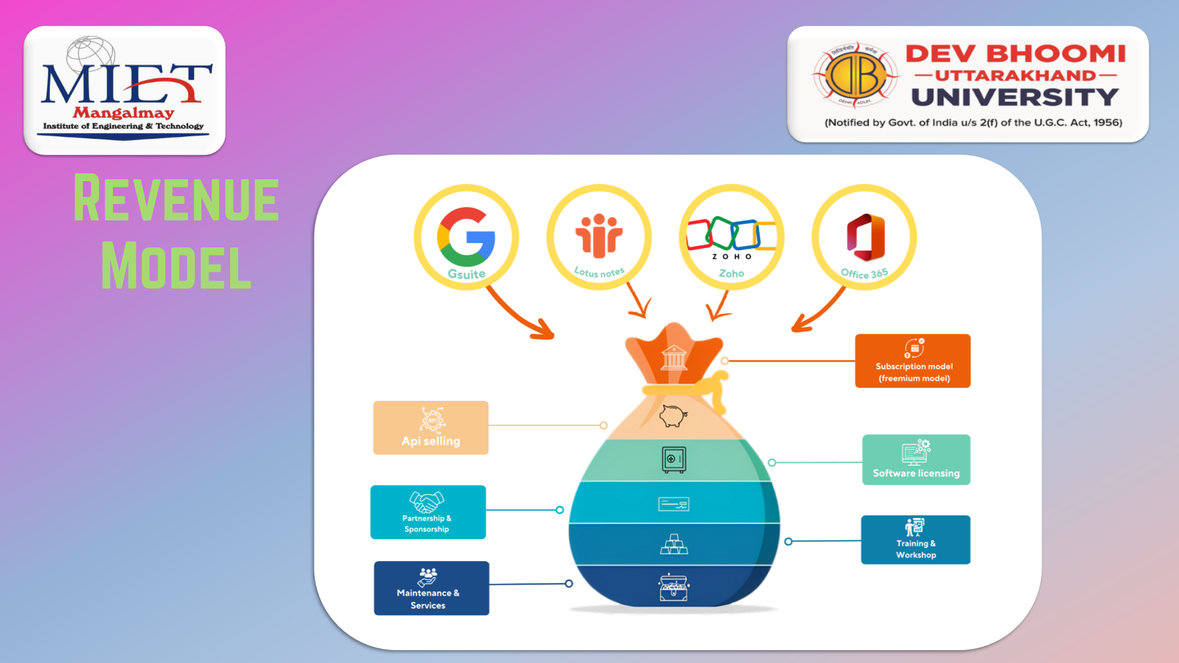 MIET
Mangalmay
Institute of Engineering & Technology
DEV BHOOMI
UTTARAKHAND
UNIVERSITY
(Notified by Govt. of India u/s 2(f) of the U.G.C. Act, 1956)
REVENUE
MODEL
Gsuite
Lotus notes
ZOHO
Zoho
Office 365
Subscription model
(freemium model)
Api selling
Software licensing
Partnership &
Sponsorship
Training &
Workshop
Maintenance &
Services